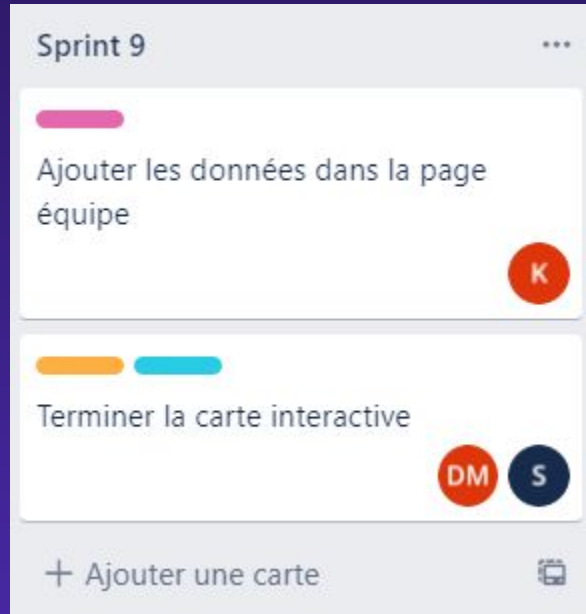 Sprint 9
Ajouter les données dans la page
équipe
K
Terminer la carte interactive
DM S
+ Ajouter une carte